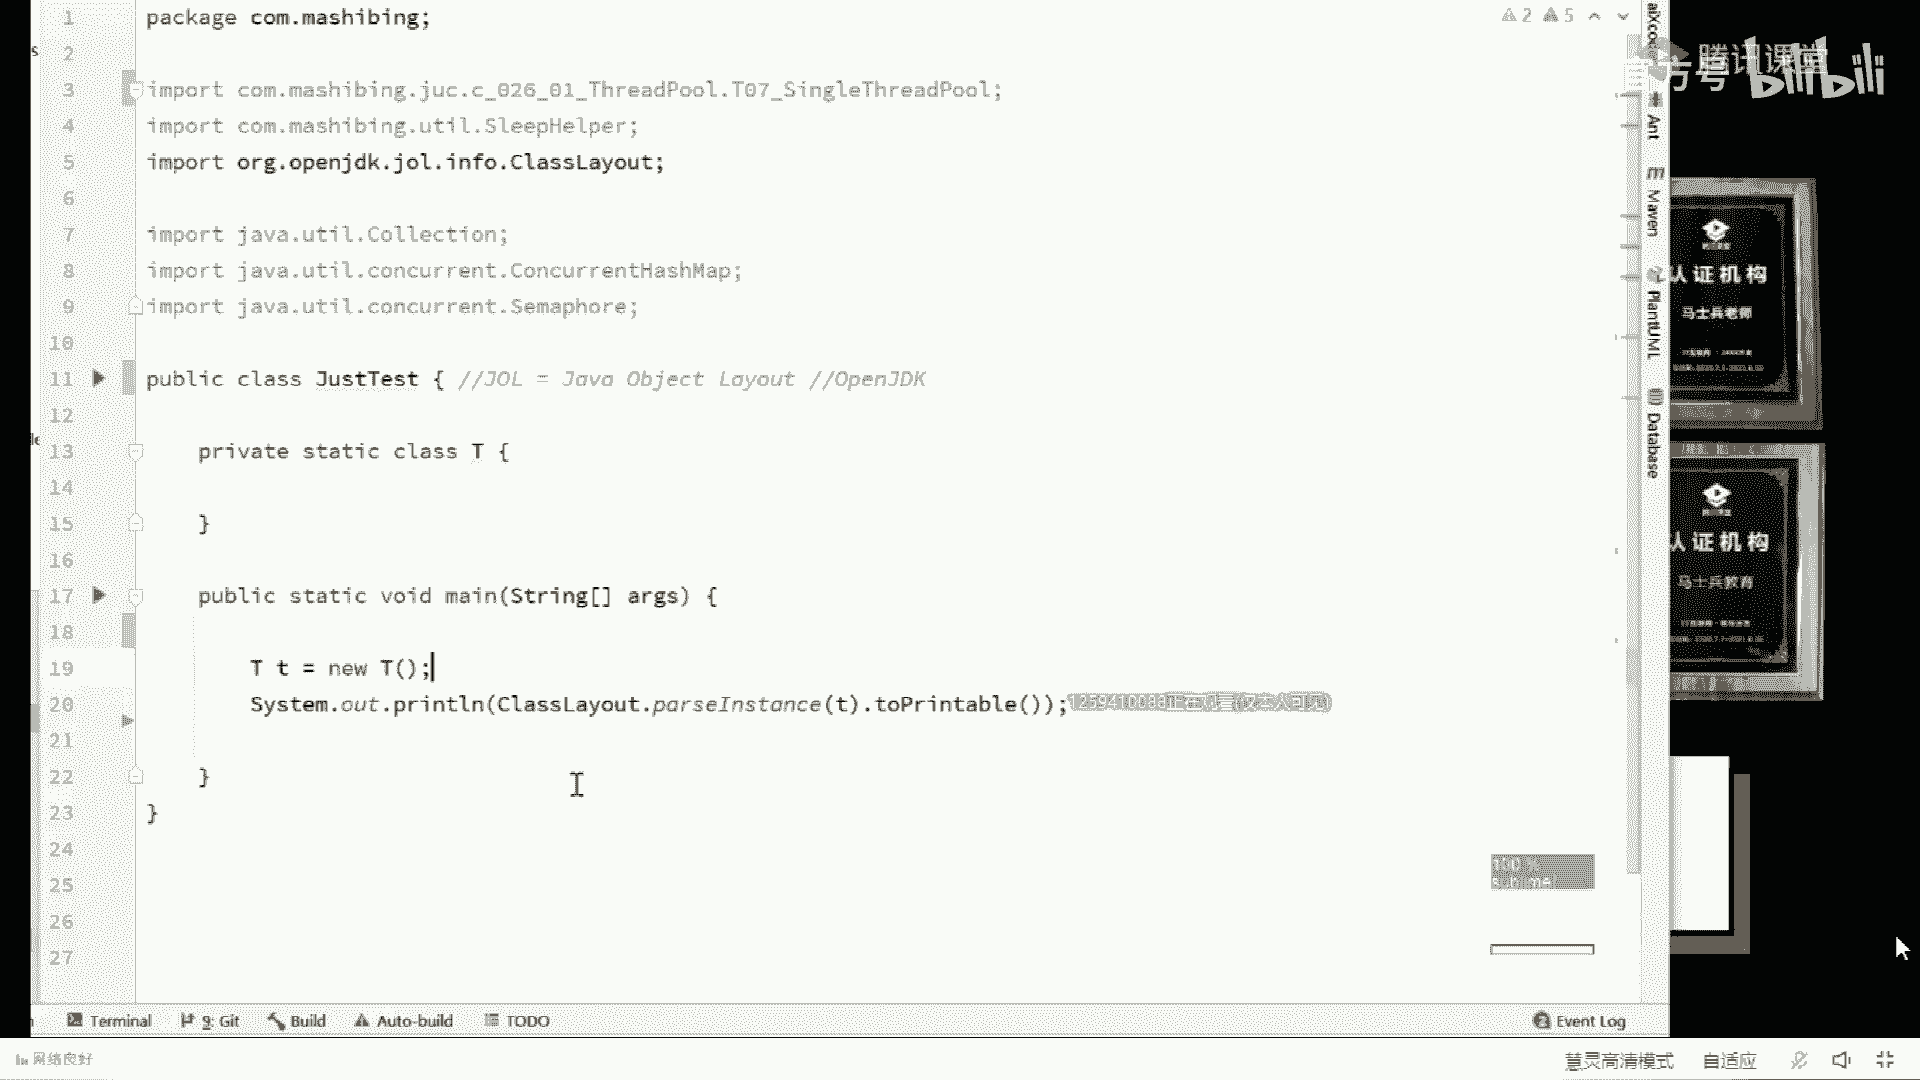 1 package com.mashibing;
2
3 import com.mashibing.juc.c_026_01_ThreadPool.T07_SingleThreadPool;
4 import com.mashibing.util.SleepHelper;
5 import org.openjdk.jol.info.ClassLayout;
6
7 import java.util.Collection;
8 import java.util.concurrent.ConcurrentHashMap;
9 import java.util.concurrent.Semaphore;
10
11 public class JustTest { //JOL = Java Object Layout //OpenJDK
12
13 private static class T {
14
15 }
16
17 public static void main(String[] args) {
18
19 T t = new T();
20 System.out.println(ClassLayout.parseInstance(t).toPrintable());
21
22 }
23 }
24
25
26
27
2 5
腾讯课堂
官方号 bilibili
Ant
Maven
PlantUML
Database
认证机构
马士兵老师
认证机构
马士兵教育
Terminal 9: Git Build Auto-build TODO
Event Log
网络良好
慧灵高清模式 自适应